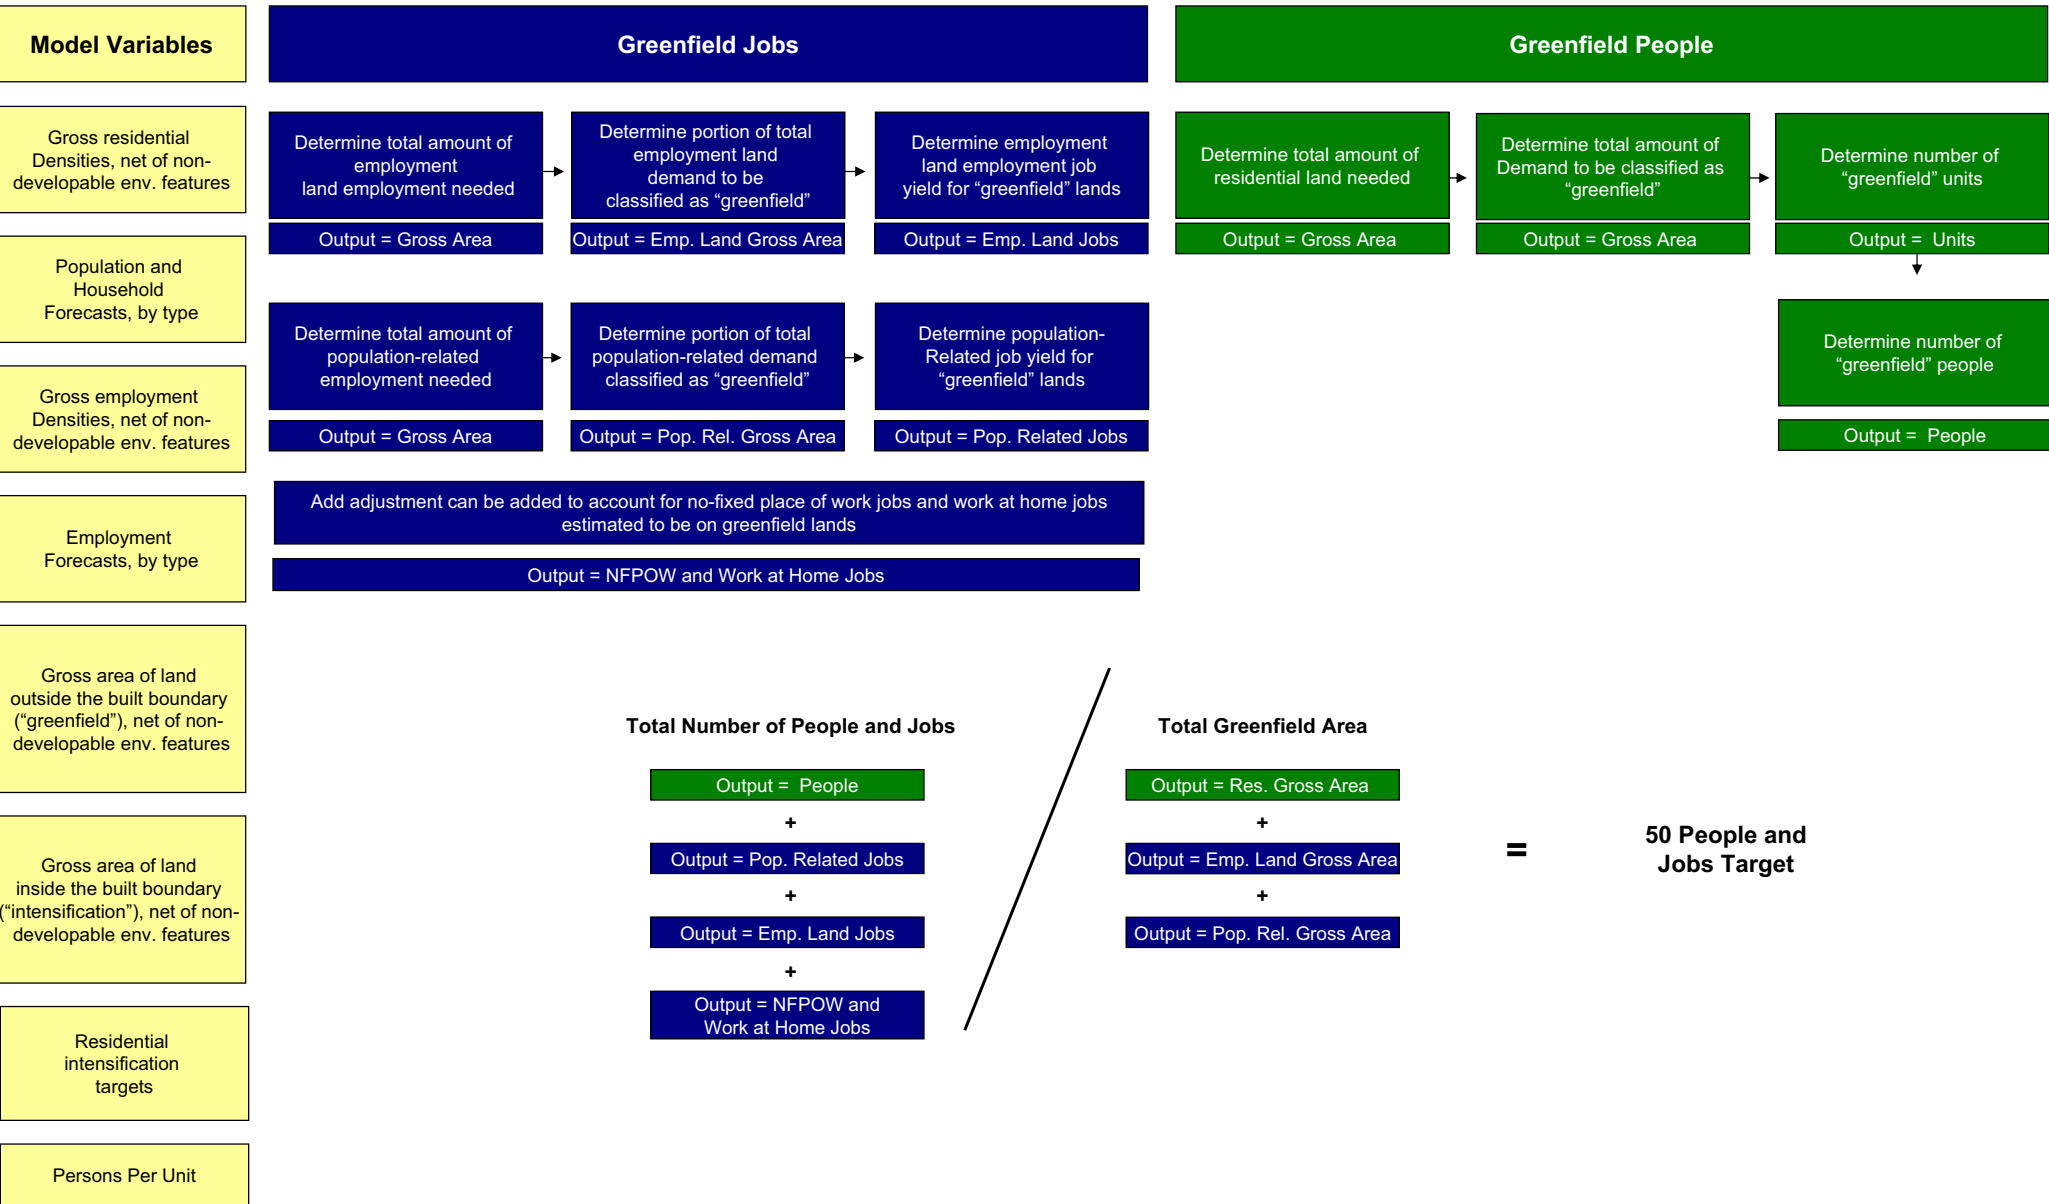 Model Variables
Gross residential
Densities, net of non-
developable env. features
Population and
Household
Forecasts, by type
Gross employment
Densities, net of non-
developable env. features
Employment
Forecasts, by type
Gross area of land
outside the built boundary
(“greenfield”), net of non-
developable env. features
Gross area of land
inside the built boundary
(“intensification”), net of non-
developable env. features
Residential
intensification
targets
Persons Per Unit
Greenfield Jobs
Determine total amount of
employment
land employment needed
Output = Gross Area
Determine portion of total
employment land
demand to be
classified as “greenfield”
Output = Emp. Land Gross Area
Determine employment
land employment job
yield for “greenfield” lands
Output = Emp. Land Jobs
Determine total amount of
population-related
employment needed
Output = Gross Area
Determine portion of total
population-related demand
classified as “greenfield”
Output = Pop. Rel. Gross Area
Determine population-
Related job yield for
“greenfield” lands
Output = Pop. Related Jobs
Add adjustment can be added to account for no-fixed place of work jobs and work at home jobs
estimated to be on greenfield lands
Output = NFPOW and Work at Home Jobs
Greenfield People
Determine total amount of
residential land needed
Output = Gross Area
Determine total amount of
Demand to be classified as
“greenfield”
Output = Gross Area
Determine number of
“greenfield” units
Output =  Units
Determine number of
“greenfield” people
Output =  People
Total Number of People and Jobs
Output =  People
+
Output = Pop. Related Jobs
+
Output = Emp. Land Jobs
+
Output = NFPOW and
Work at Home Jobs
Total Greenfield Area
Output = Res. Gross Area
+
Output = Emp. Land Gross Area
+
Output = Pop. Rel. Gross Area
=
50 People and
Jobs Target